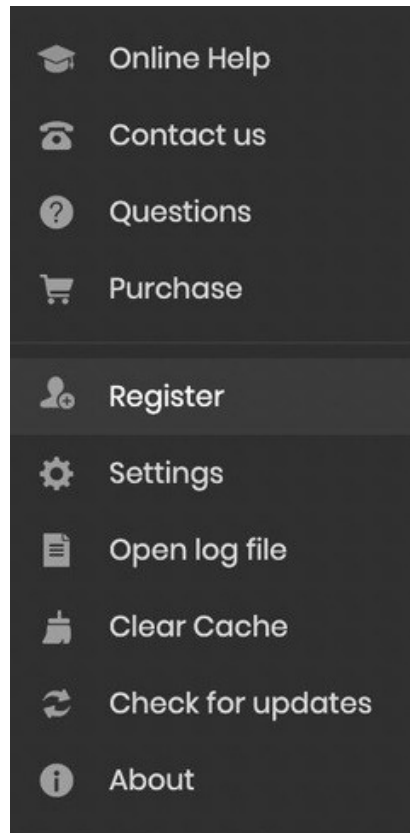 Online Help
Contact us
Questions
Purchase
Register
Settings
Open log file
Clear Cache
Check for updates
About